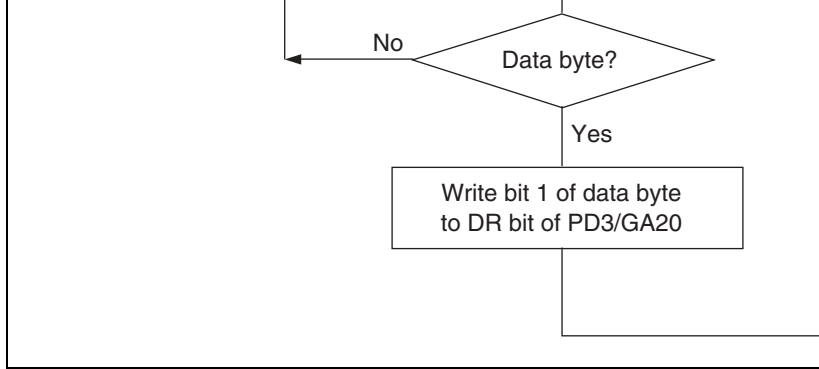 No
Data byte?
Yes
Write bit 1 of data byte
to DR bit of PD3/GA20